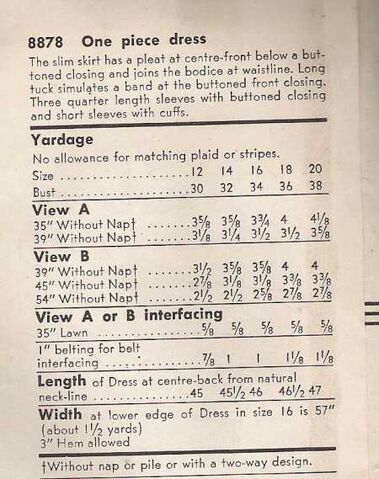 8878 One piece dress
The slim skirt has a pleat at centre-front below a but-
toned closing and joins the bodice at waistline. Long
tuck simulates a band at the buttoned front closing.
Three quarter length sleeves with buttoned closing
and short sleeves with cuffs.
Yardage
No allowance for matching plaid or stripes.
Size .................... 12 14 16 18 20
Bust .................... 30 32 34 36 38
View A
35" Without Nap† ........ 3⅝ 3⅝ 3¾ 4 4⅛
39" Without Nap† ........ 3⅛ 3¼ 3½ 3½ 3⅝
View B
39" Without Nap† ........ 3½ 3⅝ 3⅝ 4 4
45" Without Nap† ........ 2⅞ 3⅛ 3⅛ 3⅜ 3⅜
54" Without Nap† ........ 2½ 2½ 2⅝ 2⅞ 2⅞
View A or B interfacing
35" Lawn ................ ⅝ ⅝ ⅝ ⅝ ⅝
1" belting for belt
interfacing ............. ⅞ 1 1 1⅛ 1⅛
Length of Dress at centre-back from natural
neck-line ............... 45 45½ 46 46½ 47
Width at lower edge of Dress in size 16 is 57"
(about 1½ yards)
3" Hem allowed
†Without nap or pile or with a two-way design.